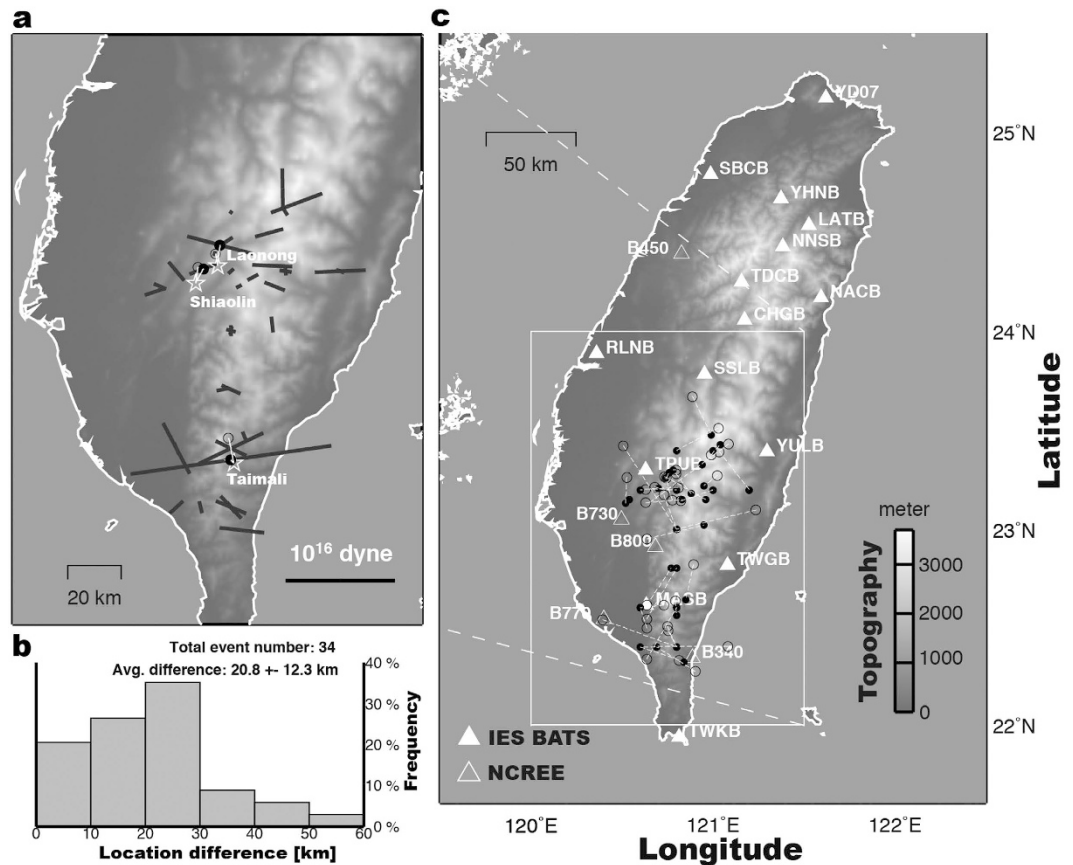 a
Laonong
Shiaolin
Taimali
10¹⁶ dyne
20 km
b
Total event number: 34
Avg. difference: 20.8 +- 12.3 km
40 %
30 %
20 %
10 %
0 %
Frequency
0 10 20 30 40 50 60
Location difference [km]
c
50 km
YD07
SBCB
YHNB
LATB
NNSB
B450
TDCB
NACB
CHGB
RLNB
SSLB
YULB
TPUB
B730
B809
TWGB
MASB
B770
B340
TWKB
IES BATS
NCREE
meter
3000
2000
1000
0
Topography
25°N
24°N
23°N
22°N
Latitude
120°E 121°E 122°E
Longitude